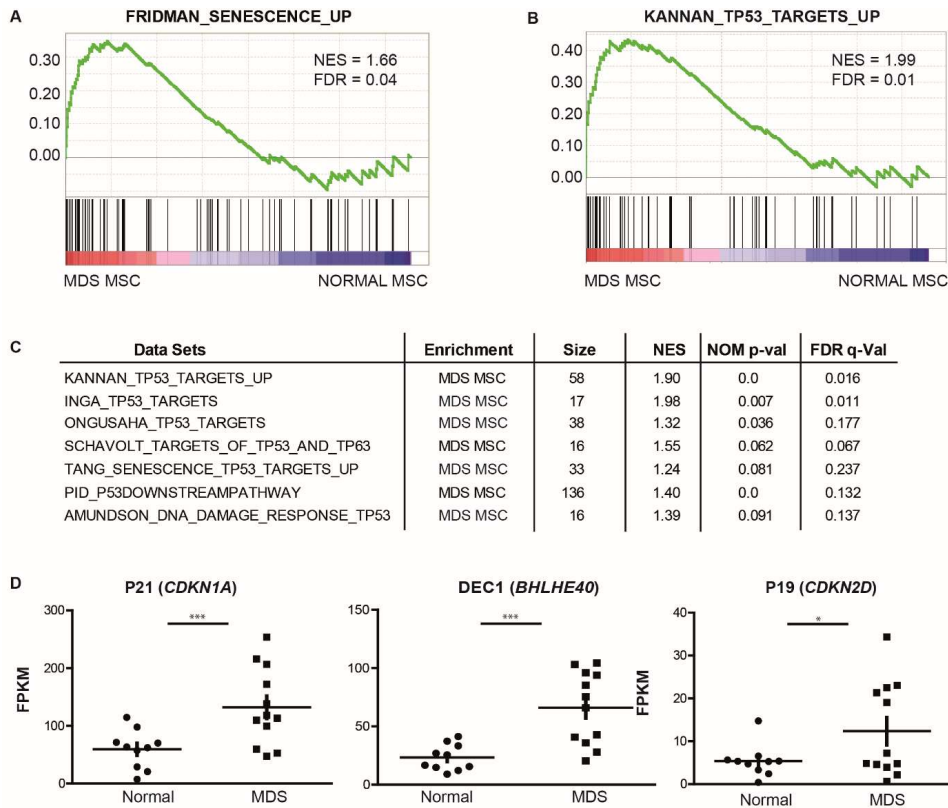 A
FRIDMAN_SENESCENCE_UP
0.30
0.20
0.10
0.00
NES = 1.66
FDR = 0.04
MDS MSC NORMAL MSC
B
KANNAN_TP53_TARGETS_UP
0.40
0.30
0.20
0.10
0.00
NES = 1.99
FDR = 0.01
MDS MSC NORMAL MSC
C
Data Sets Enrichment Size NES NOM p-val FDR q-Val
KANNAN_TP53_TARGETS_UP MDS MSC 58 1.90 0.0 0.016
INGA_TP53_TARGETS MDS MSC 17 1.98 0.007 0.011
ONGUSAHA_TP53_TARGETS MDS MSC 38 1.32 0.036 0.177
SCHAVOLT_TARGETS_OF_TP53_AND_TP63 MDS MSC 16 1.55 0.062 0.067
TANG_SENESCENCE_TP53_TARGETS_UP MDS MSC 33 1.24 0.081 0.237
PID_P53DOWNSTREAMPATHWAY MDS MSC 136 1.40 0.0 0.132
AMUNDSON_DNA_DAMAGE_RESPONSE_TP53 MDS MSC 16 1.39 0.091 0.137
D
P21 (CDKN1A)
300
200
100
0
FPKM
***
Normal MDS
DEC1 (BHLHE40)
150
100
50
0
***
Normal MDS
P19 (CDKN2D)
40
30
20
10
0
FPKM
*
Normal MDS